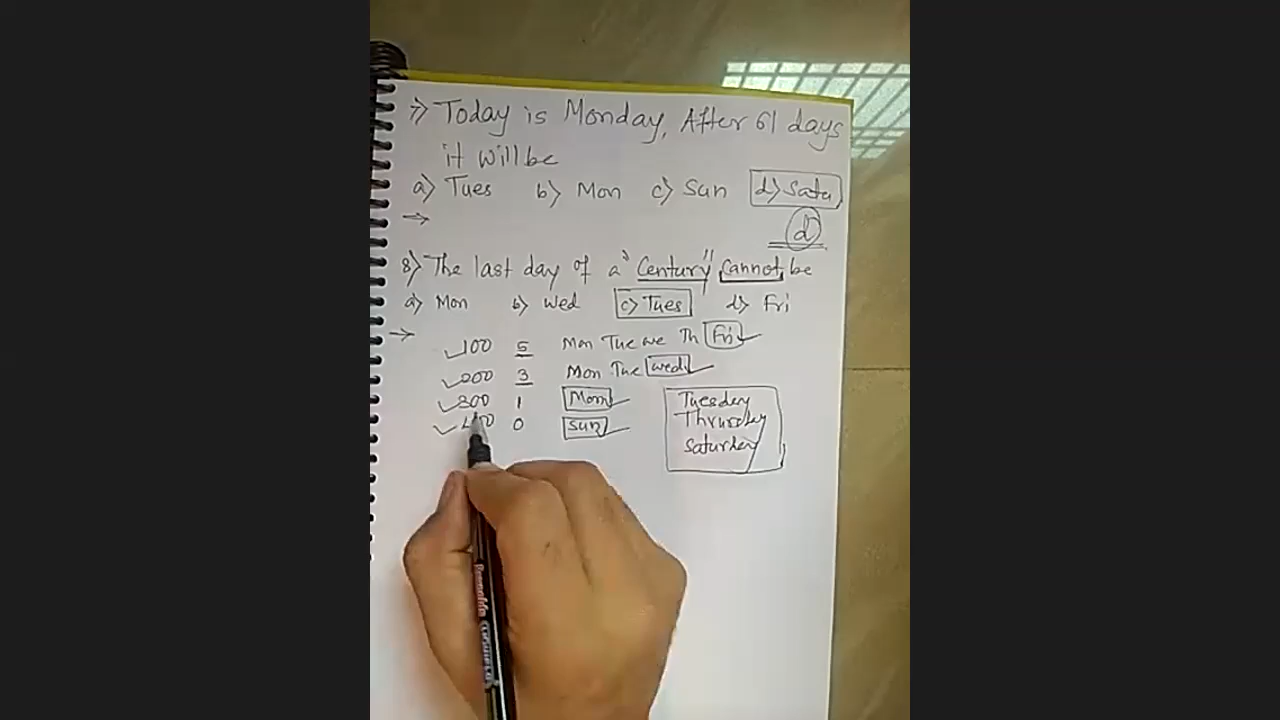 7) Today is Monday, After 61 days
it will be
a) Tues b) Mon c) Sun d) Satu
→ d
8) The last day of a "Century" cannot be
a) Mon b) Wed c) Tues d) Fri
→
✓100 5 Mon Tue we Th Fri ✓
✓200 3 Mon Tue Wed ✓
✓300 1 Mon ✓
✓400 0 Sun ✓
Tuesday
Thrusday
Saturday
Reynolds